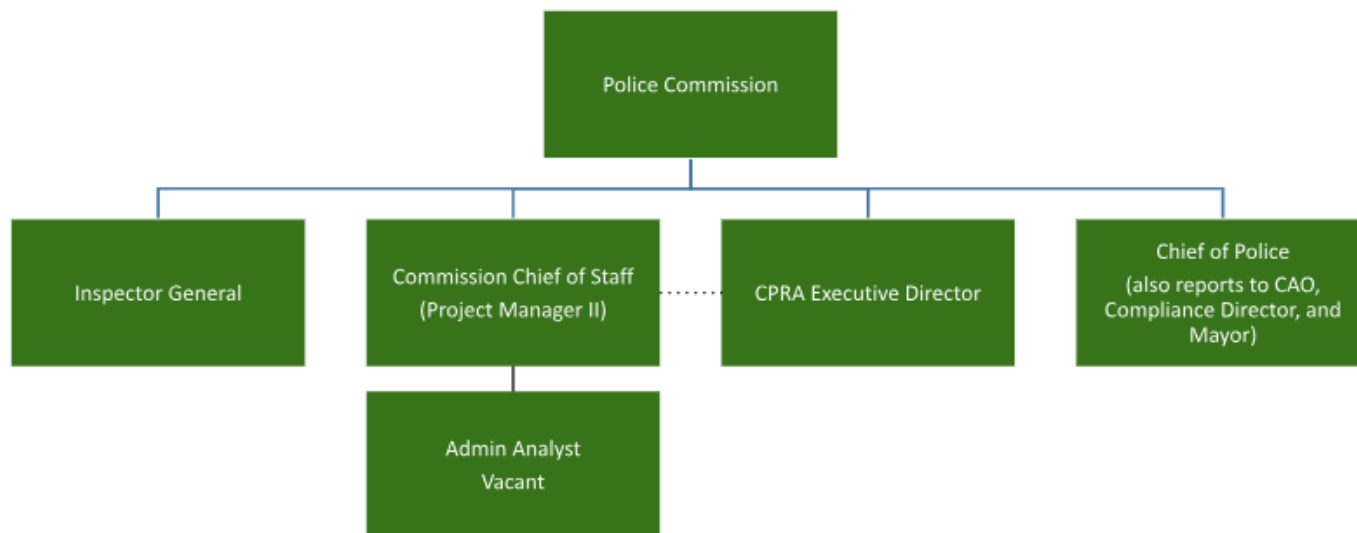 Police Commission
Inspector General
Commission Chief of Staff
(Project Manager II)
CPRA Executive Director
Chief of Police
(also reports to CAO,
Compliance Director, and
Mayor)
Admin Analyst
Vacant